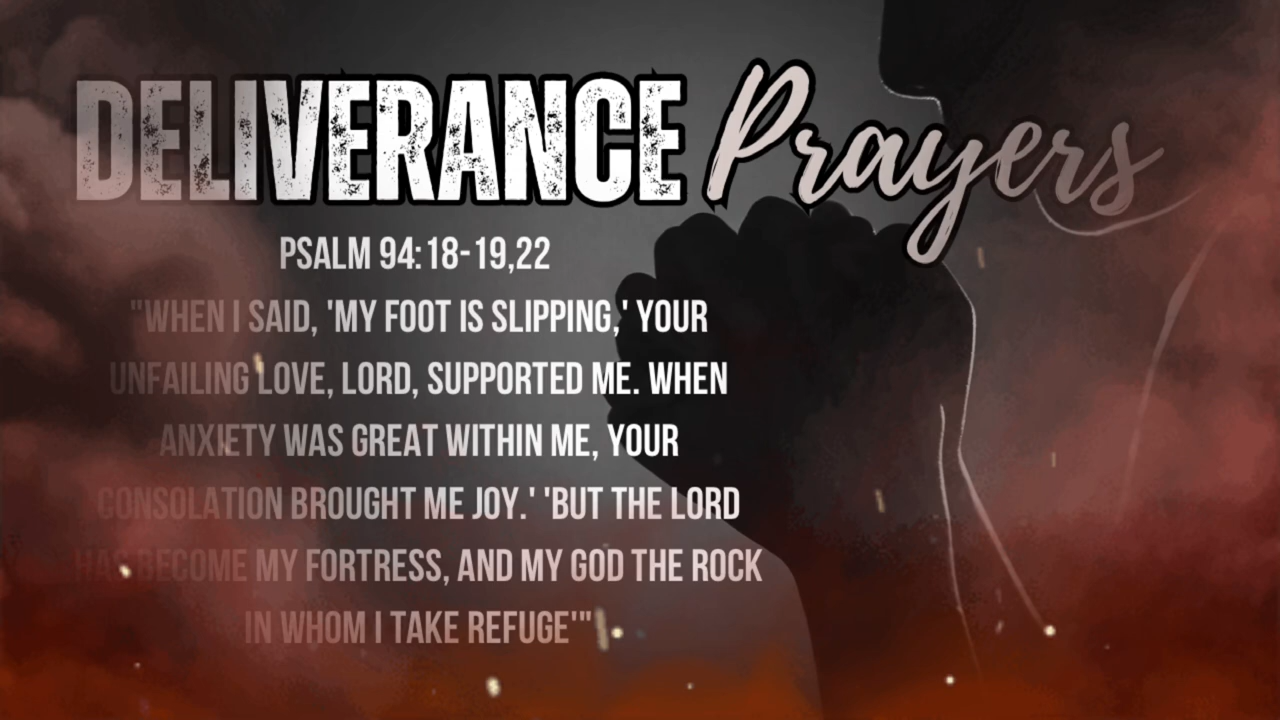 DELIVERANCE Prayers
PSALM 94:18-19,22
"WHEN I SAID, 'MY FOOT IS SLIPPING,' YOUR
UNFAILING LOVE, LORD, SUPPORTED ME. WHEN
ANXIETY WAS GREAT WITHIN ME, YOUR
CONSOLATION BROUGHT ME JOY.' 'BUT THE LORD
HAS BECOME MY FORTRESS, AND MY GOD THE ROCK
IN WHOM I TAKE REFUGE'"